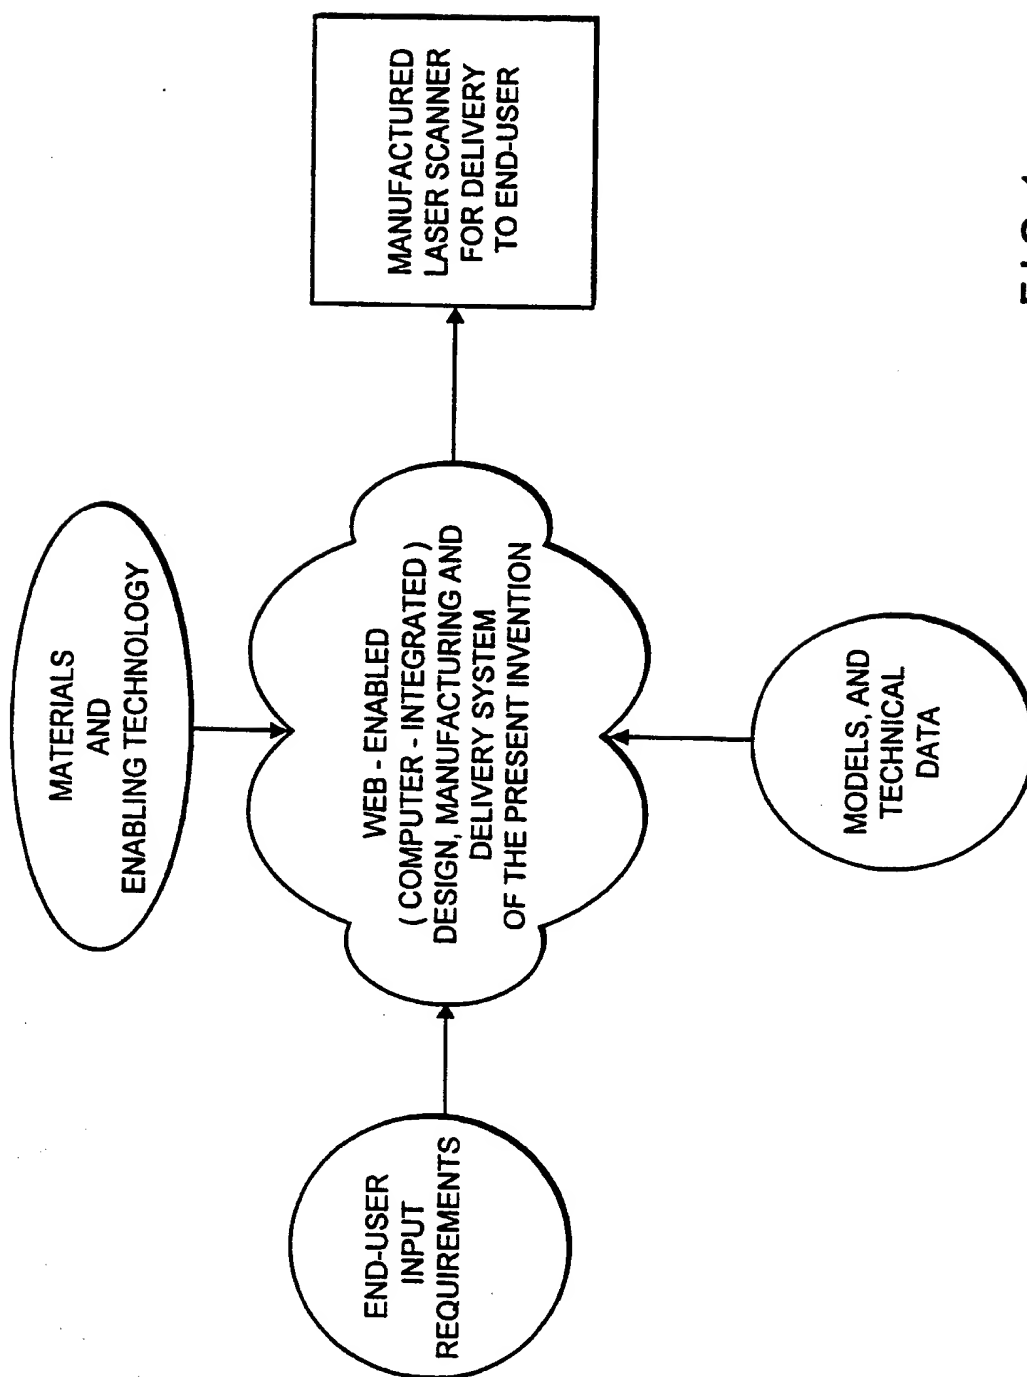 MATERIALS
AND
ENABLING TECHNOLOGY
END-USER
INPUT
REQUIREMENTS
WEB - ENABLED
( COMPUTER - INTEGRATED )
DESIGN, MANUFACTURING AND
DELIVERY SYSTEM
OF THE PRESENT INVENTION
MANUFACTURED
LASER SCANNER
FOR DELIVERY
TO END-USER
MODELS, AND
TECHNICAL
DATA